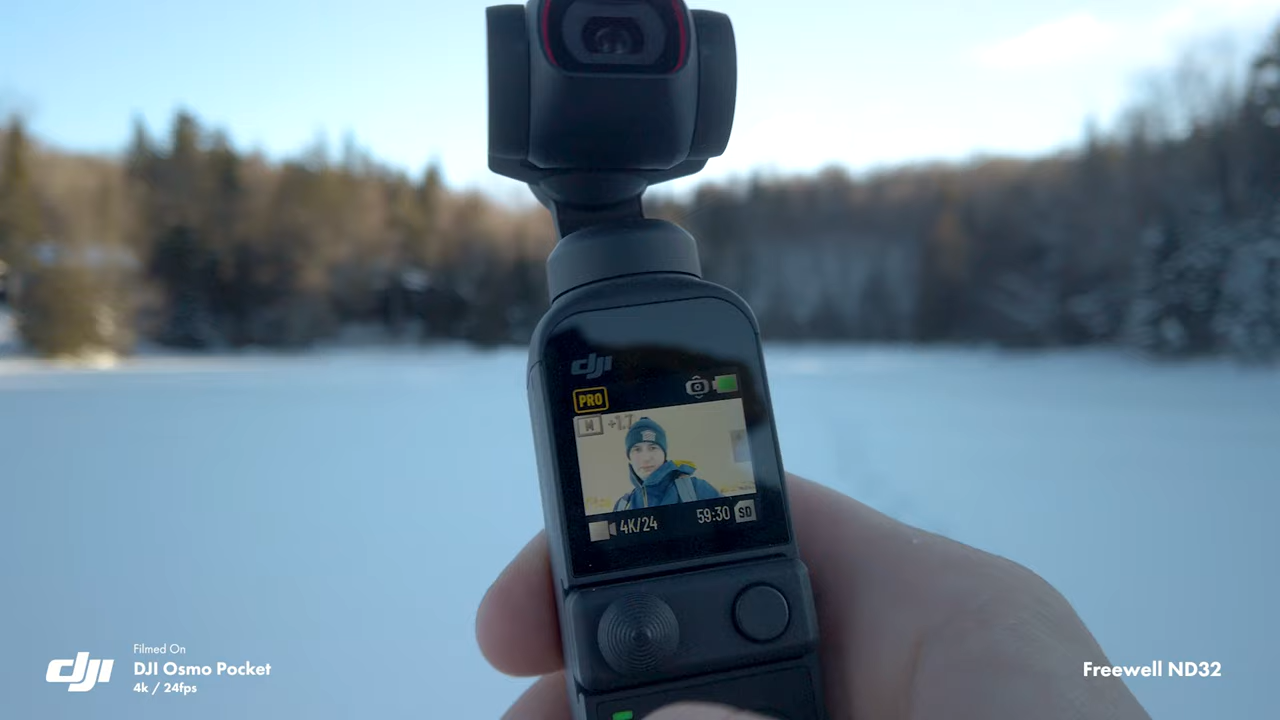 dji
PRO
M +1.7
4K/24 59:30 SD
dji
Filmed On
DJI Osmo Pocket
4k / 24fps
Freewell ND32